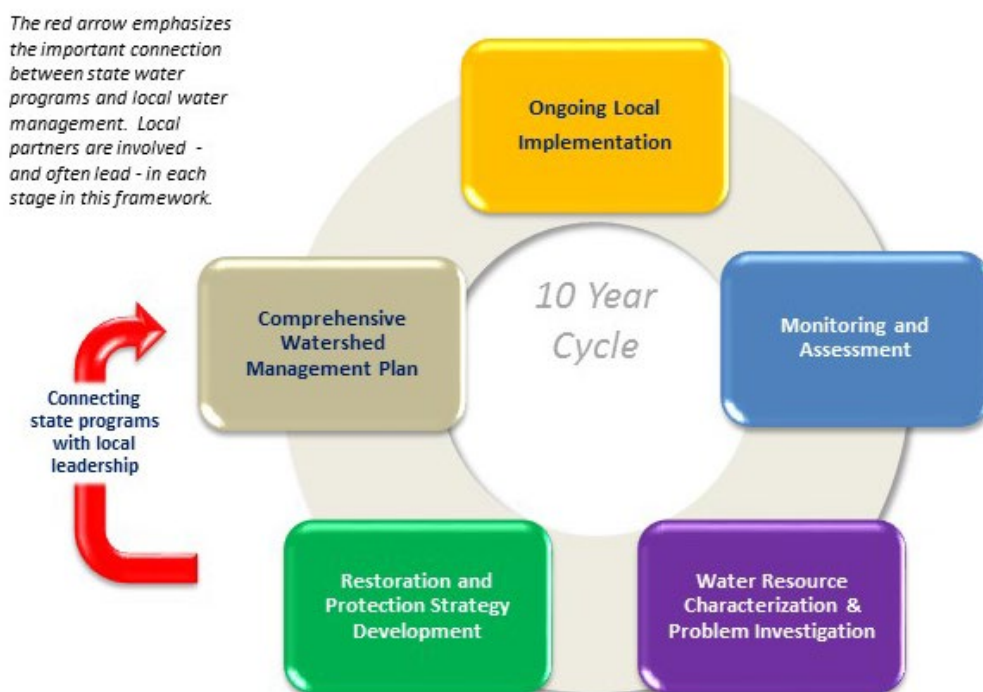 The red arrow emphasizes
the important connection
between state water
programs and local water
management. Local
partners are involved -
and often lead - in each
stage in this framework.
Ongoing Local
Implementation
10 Year
Cycle
Comprehensive
Watershed
Management Plan
Monitoring and
Assessment
Connecting
state programs
with local
leadership
Restoration and
Protection Strategy
Development
Water Resource
Characterization &
Problem Investigation